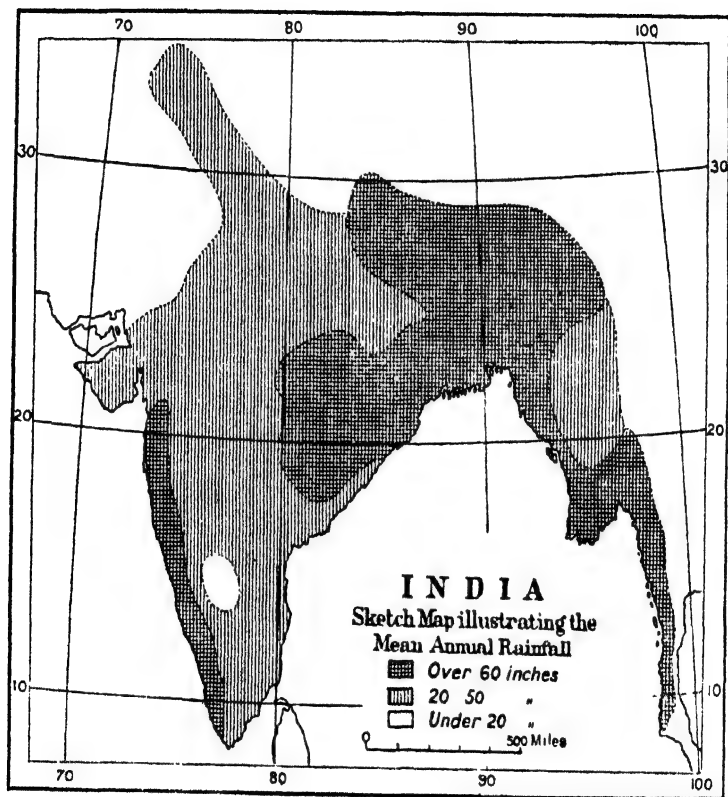 70 80 90 100
30 30
20 20
10 10
INDIA
Sketch Map illustrating the
Mean Annual Rainfall
Over 60 inches
20 50 "
Under 20 "
0 500 Miles
70 80 90 100